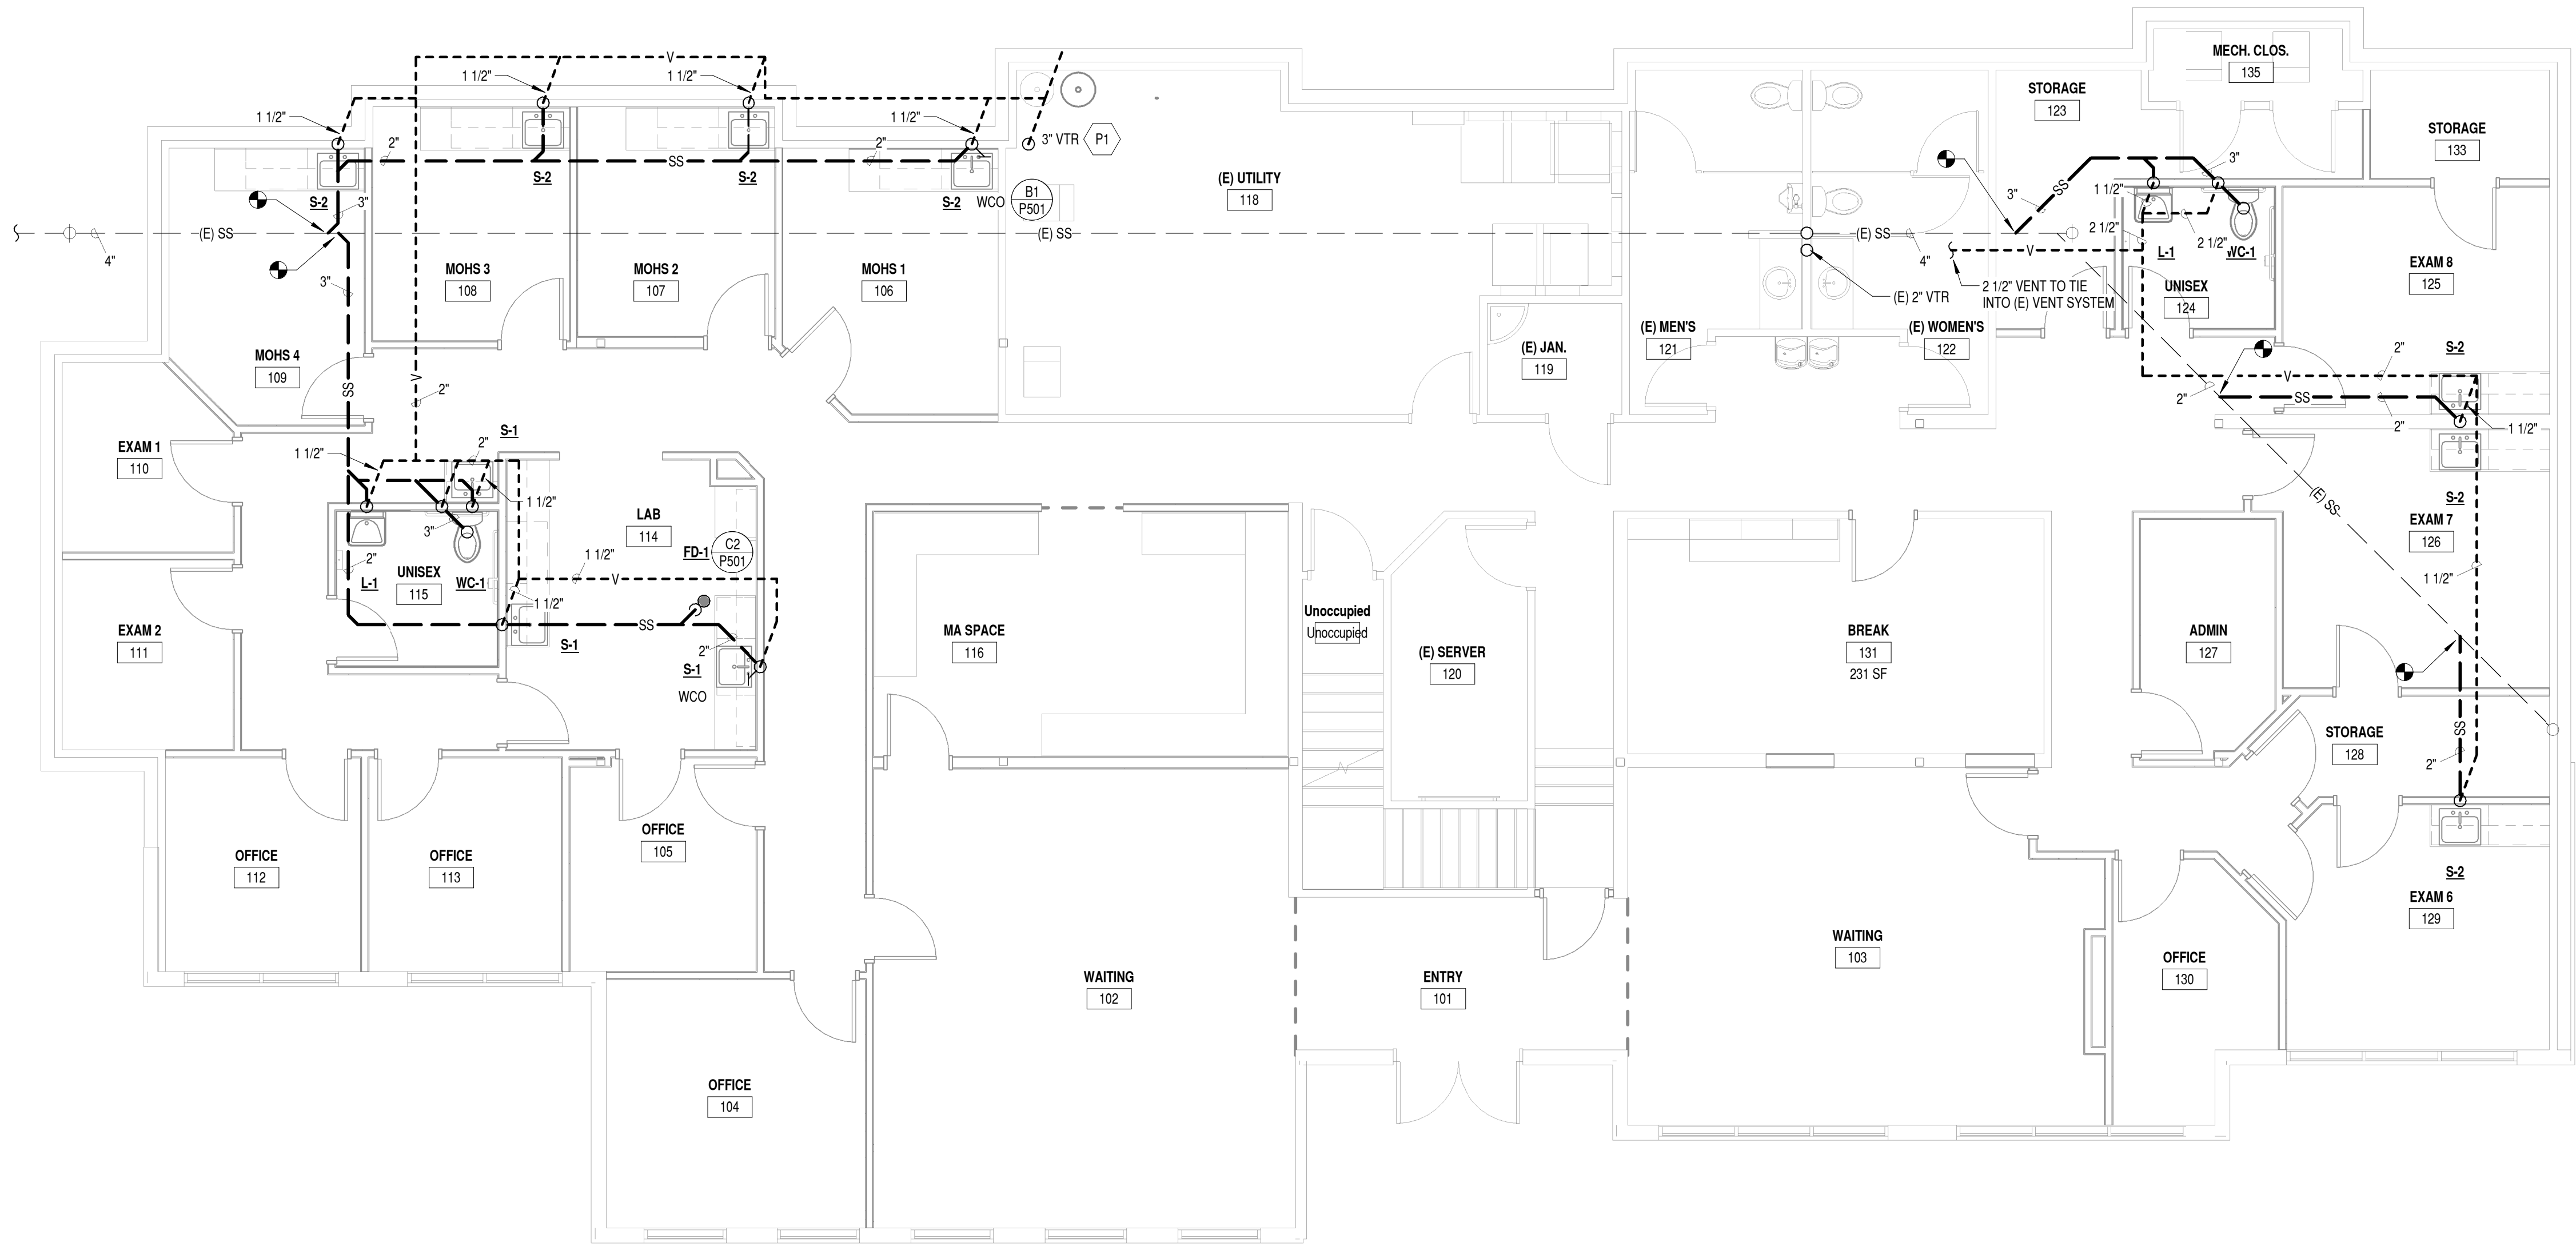 MECH. CLOS.
135
V
1 1/2"
1 1/2"
STORAGE
123
1 1/2"
1 1/2"
3" VTR
P1
STORAGE
133
2"
SS
2"
S-2
S-2
(E) UTILITY
118
3"
SS
3"
1 1/2"
S-2
3"
S-2
WCO
B1
P501
(E) SS
(E) SS
(E) SS
4"
4"
2 1/2"
2 1/2"
V
L-1
WC-1
MOHS 3
108
MOHS 2
107
MOHS 1
106
EXAM 8
125
3"
2 1/2" VENT TO TIE
INTO (E) VENT SYSTEM
UNISEX
124
(E) 2" VTR
(E) MEN'S
121
(E) WOMEN'S
122
MOHS 4
109
(E) JAN.
119
S-2
2"
V
SS
V
2"
2"
SS
2"
2"
1 1/2"
S-1
EXAM 1
110
2"
1 1/2"
1 1/2"
S-2
(E) SS
LAB
114
3"
EXAM 7
126
FD-1
C2
P501
1 1/2"
2"
L-1
UNISEX
115
WC-1
V
1 1/2"
1 1/2"
Unoccupied
Unoccupied
EXAM 2
111
SS
S-1
2"
S-1
WCO
MA SPACE
116
(E) SERVER
120
BREAK
131
231 SF
ADMIN
127
STORAGE
128
SS
2"
OFFICE
112
OFFICE
113
OFFICE
105
S-2
EXAM 6
129
WAITING
103
OFFICE
130
WAITING
102
ENTRY
101
OFFICE
104